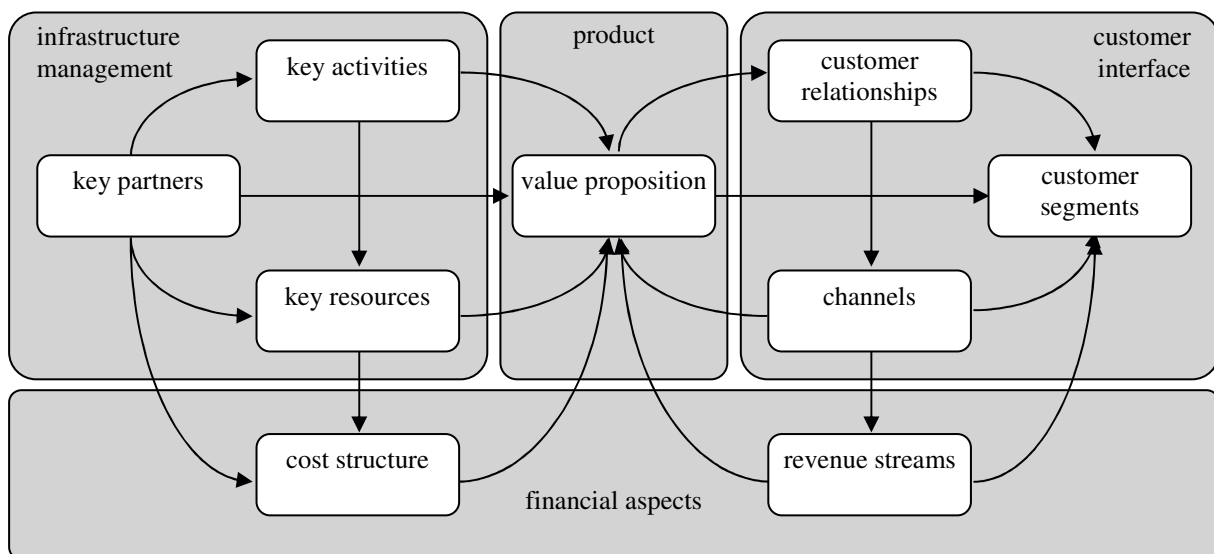 infrastructure
management
key activities
key partners
key resources
product
value proposition
customer
interface
customer
relationships
customer
segments
channels
cost structure
revenue streams
financial aspects